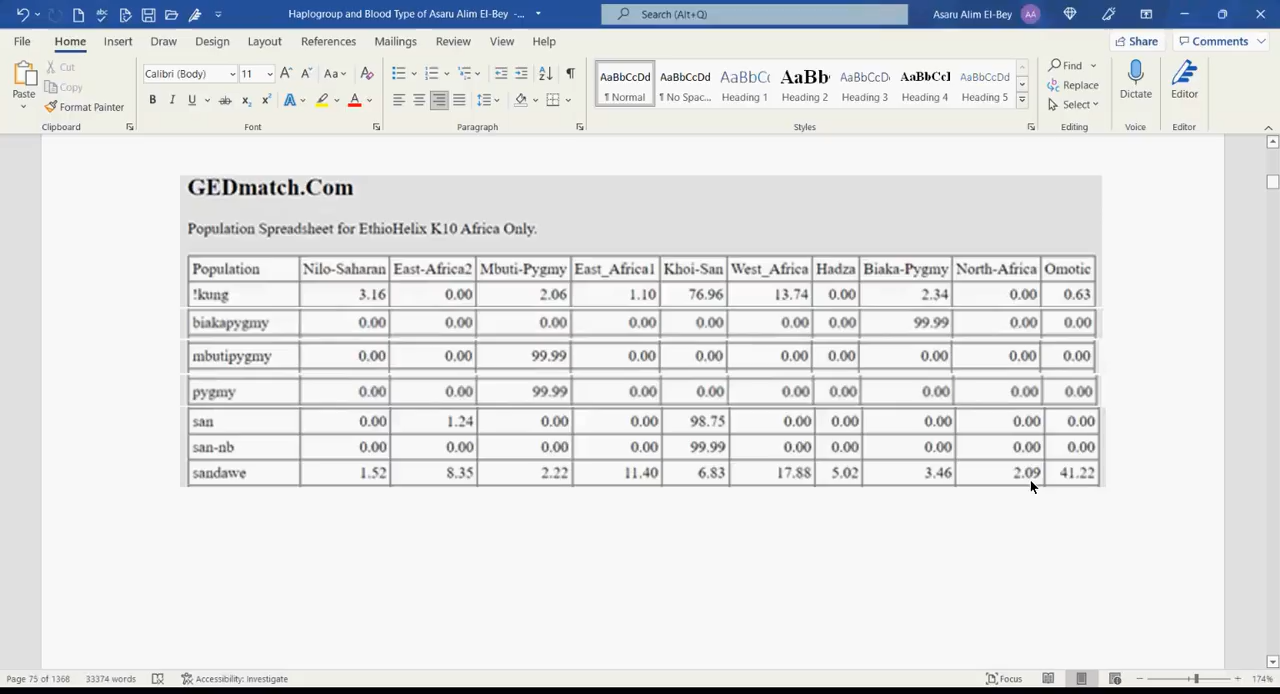 Haplogroup and Blood Type of Asaru Alim El-Bey -...
Search (Alt+Q)
Asaru Alim El-Bey
AA
File Home Insert Draw Design Layout References Mailings Review View Help
Share
Comments
Paste
Cut
Copy
Format Painter
Clipboard
Calibri (Body) 11
Font
Paragraph
AaBbCcDd AaBbCcDd AaBbC( AaBb( AaBbC( AaBbCcI AaBbCcDd
¶ Normal ¶ No Spac... Heading 1 Heading 2 Heading 3 Heading 4 Heading 5
Styles
Find
Replace
Select
Editing
Dictate
Voice
Editor
Editor
GEDmatch.Com
Population Spreadsheet for EthioHelix K10 Africa Only.
Population Nilo-Saharan East-Africa2 Mbuti-Pygmy East_Africa1 Khoi-San West_Africa Hadza Biaka-Pygmy North-Africa Omotic
!kung 3.16 0.00 2.06 1.10 76.96 13.74 0.00 2.34 0.00 0.63
biakapygmy 0.00 0.00 0.00 0.00 0.00 0.00 0.00 99.99 0.00 0.00
mbutipygmy 0.00 0.00 99.99 0.00 0.00 0.00 0.00 0.00 0.00 0.00
pygmy 0.00 0.00 99.99 0.00 0.00 0.00 0.00 0.00 0.00 0.00
san 0.00 1.24 0.00 0.00 98.75 0.00 0.00 0.00 0.00 0.00
san-nb 0.00 0.00 0.00 0.00 99.99 0.00 0.00 0.00 0.00 0.00
sandawe 1.52 8.35 2.22 11.40 6.83 17.88 5.02 3.46 2.09 41.22
Page 75 of 1368 33374 words Accessibility: Investigate Focus 174%